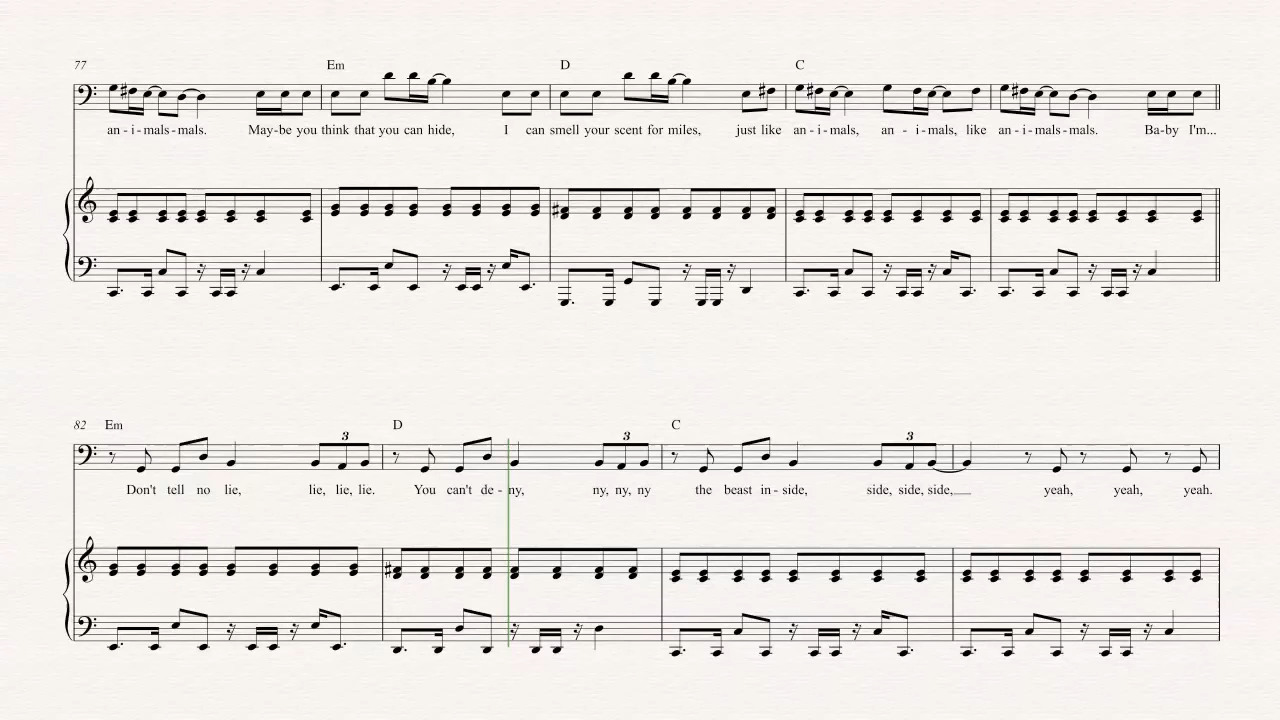 77 Em D C
an - i - mals - mals. May-be you think that you can hide, I can smell your scent for miles, just like an - i - mals, an - i - mals, like an - i - mals - mals. Ba-by I'm...
82 Em D C
3 3 3
Don't tell no lie, lie, lie, lie. You can't de - ny, ny, ny, ny the beast in - side, side, side, side, yeah, yeah, yeah.